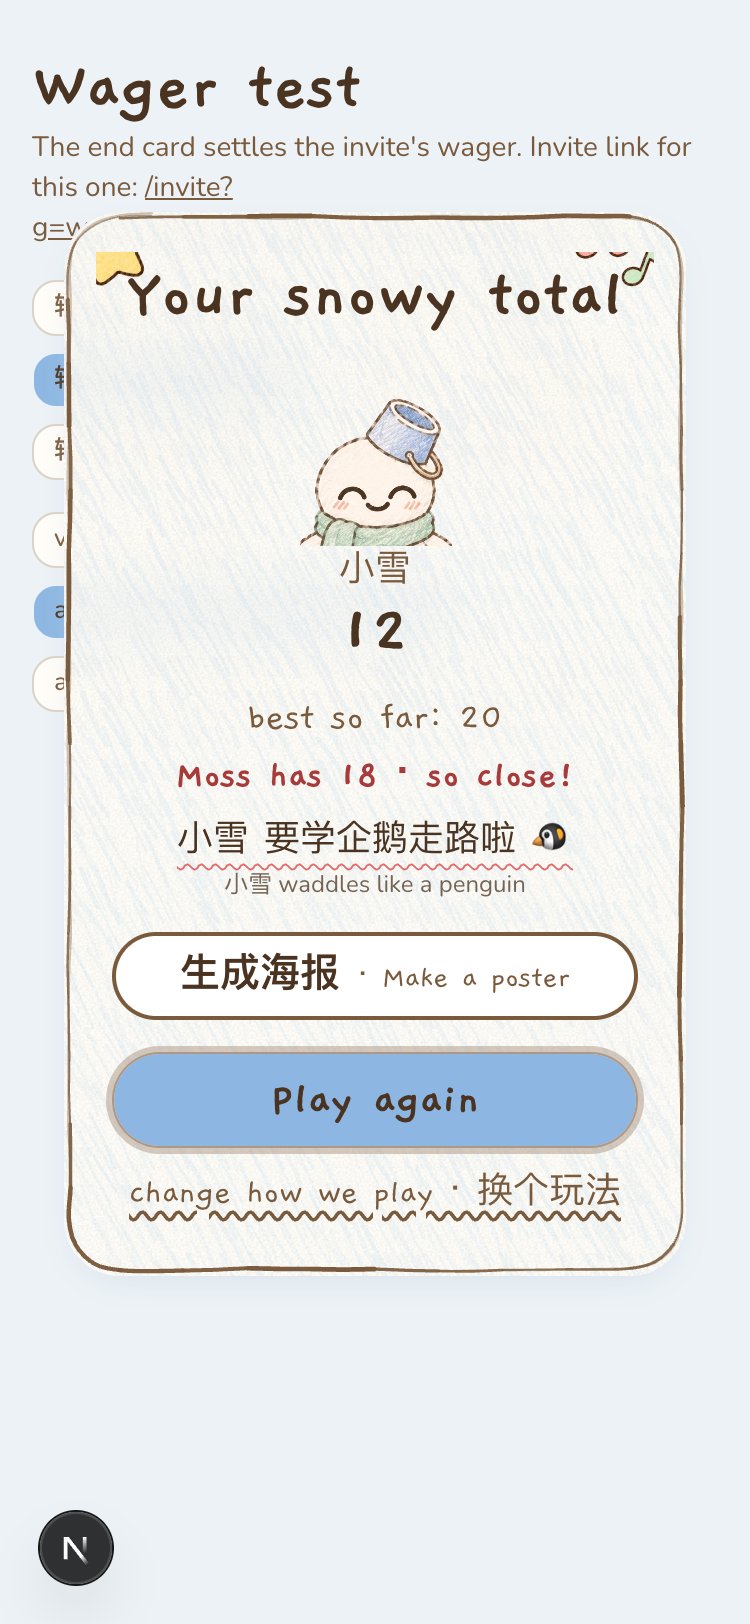 Wager test
The end card settles the invite's wager. Invite link for
this one: /invite?
g=w
Your snowy total
小雪
12
best so far: 20
Moss has 18 · so close!
小雪 要学企鹅走路啦 🐧
小雪 waddles like a penguin
生成海报 · Make a poster
Play again
change how we play · 换个玩法
N